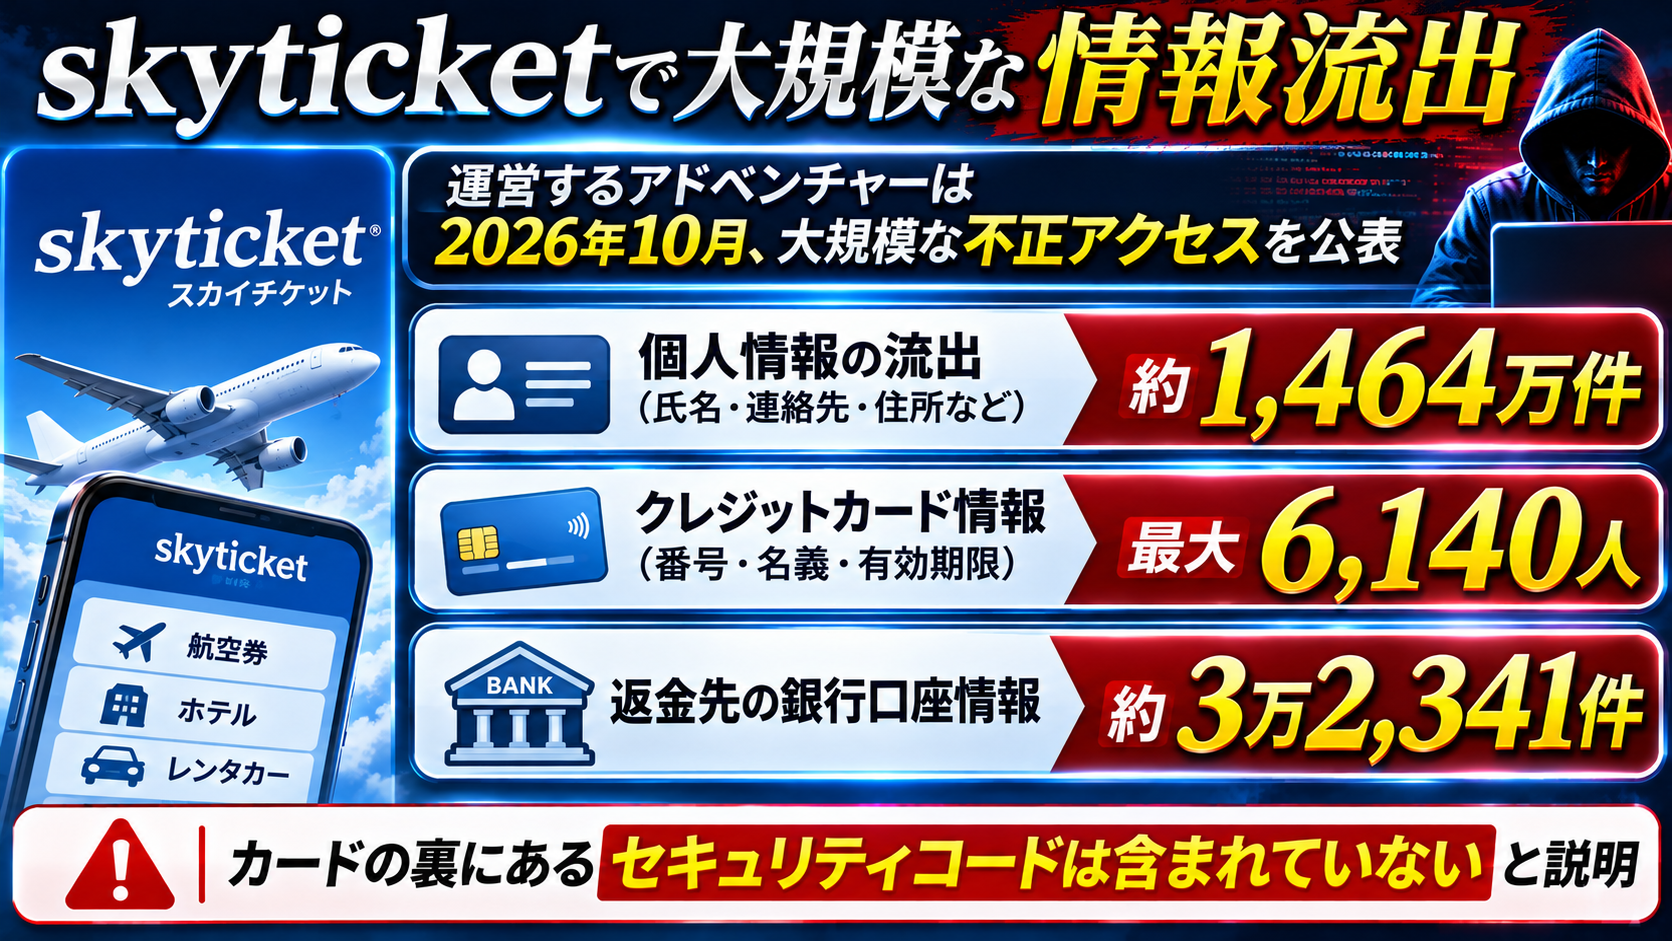 skyticketで大規模な情報流出
skyticket®
スカイチケット
運営するアドベンチャーは
2026年10月、大規模な不正アクセスを公表
個人情報の流出
(氏名・連絡先・住所など)
約1,464万件
クレジットカード情報
(番号・名義・有効期限)
最大6,140人
BANK
返金先の銀行口座情報
約3万2,341件
skyticket
航空券
ホテル
レンタカー
カードの裏にあるセキュリティコードは含まれていないと説明